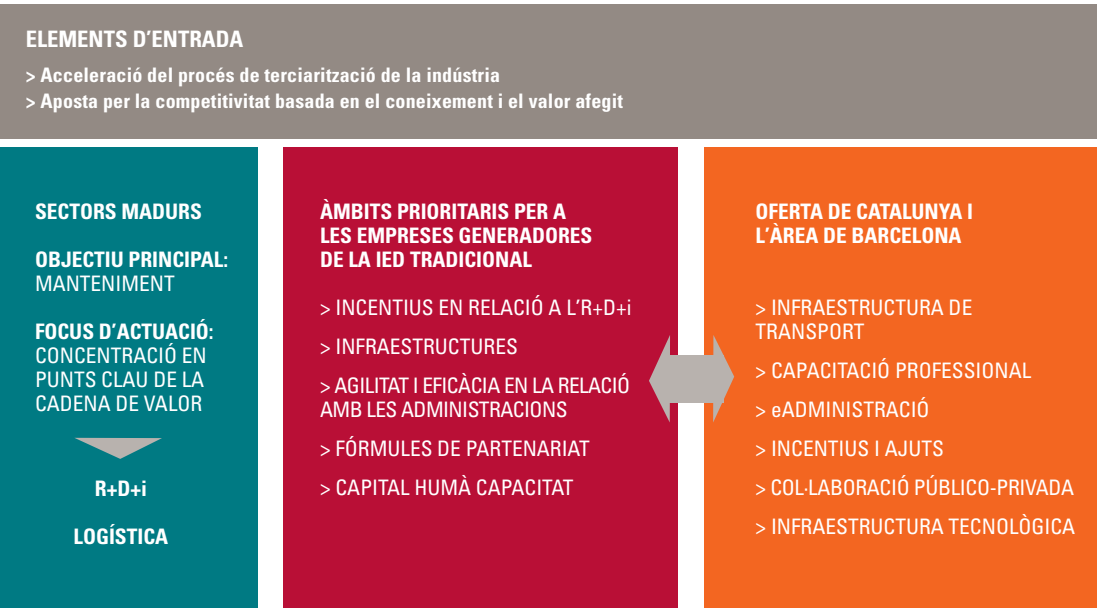 ELEMENTS D'ENTRADA
> Acceleració del procés de terciarització de la indústria
> Aposta per la competitivitat basada en el coneixement i el valor afegit
SECTORS MADURS
OBJECTIU PRINCIPAL:
MANTENIMENT
FOCUS D'ACTUACIÓ:
CONCENTRACIÓ EN
PUNTS CLAU DE LA
CADENA DE VALOR
R+D+i
LOGÍSTICA
ÀMBITS PRIORITARIS PER A
LES EMPRESES GENERADORES
DE LA IED TRADICIONAL
> INCENTIUS EN RELACIÓ A L'R+D+i
> INFRAESTRUCTURES
> AGILITAT I EFICÀCIA EN LA RELACIÓ
AMB LES ADMINISTRACIONS
> FÓRMULES DE PARTENARIAT
> CAPITAL HUMÀ CAPACITAT
OFERTA DE CATALUNYA I
L'ÀREA DE BARCELONA
> INFRAESTRUCTURA DE
TRANSPORT
> CAPACITACIÓ PROFESSIONAL
> eADMINISTRACIÓ
> INCENTIUS I AJUTS
> COL·LABORACIÓ PÚBLICO-PRIVADA
> INFRAESTRUCTURA TECNOLÒGICA